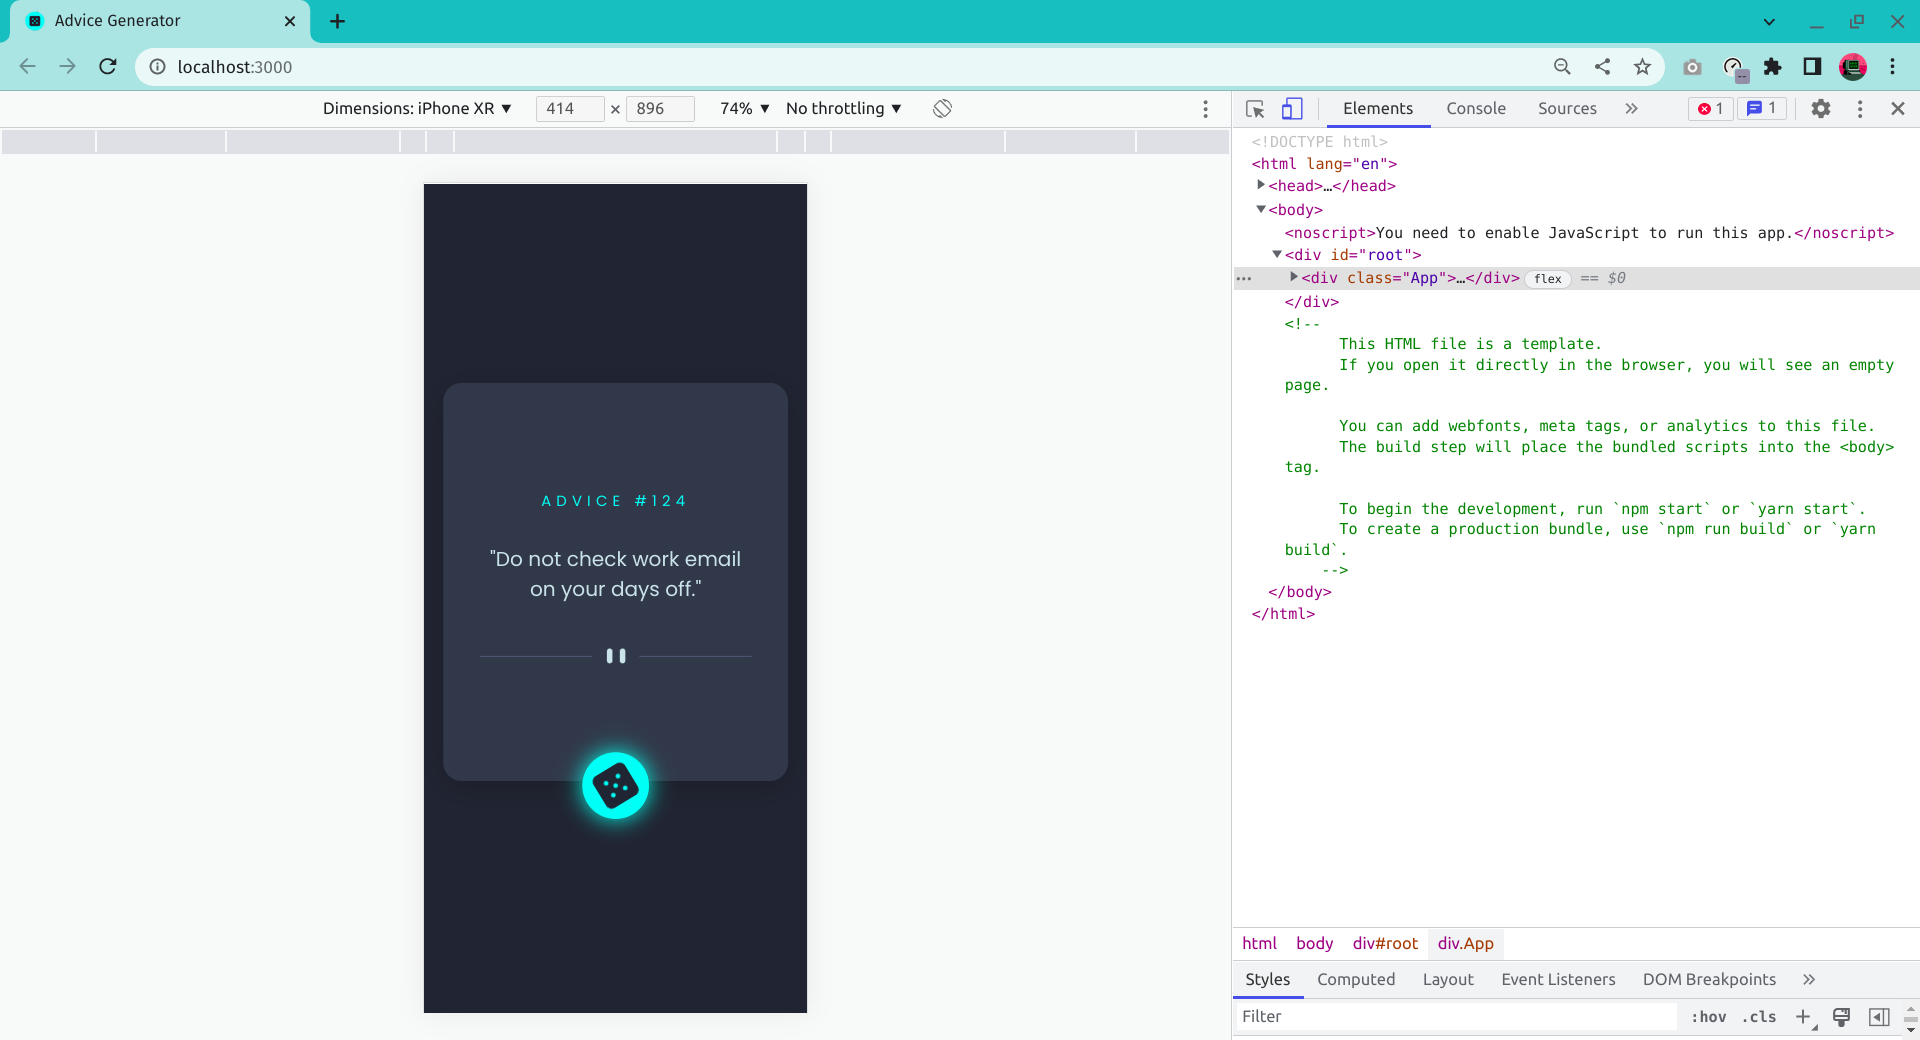 Advice Generator
localhost:3000
Dimensions: iPhone XR ▼ 414 × 896 74% ▼ No throttling ▼
ADVICE #124
"Do not check work email
on your days off."
Elements Console Sources » 1 1
<!DOCTYPE html>
<html lang="en">
<head>…</head>
<body>
<noscript>You need to enable JavaScript to run this app.</noscript>
<div id="root">
<div class="App">…</div> flex == $0
</div>
<!--
This HTML file is a template.
If you open it directly in the browser, you will see an empty
page.
You can add webfonts, meta tags, or analytics to this file.
The build step will place the bundled scripts into the <body>
tag.
To begin the development, run `npm start` or `yarn start`.
To create a production bundle, use `npm run build` or `yarn
build`.
-->
</body>
</html>
html body div#root div.App
Styles Computed Layout Event Listeners DOM Breakpoints »
Filter :hov .cls